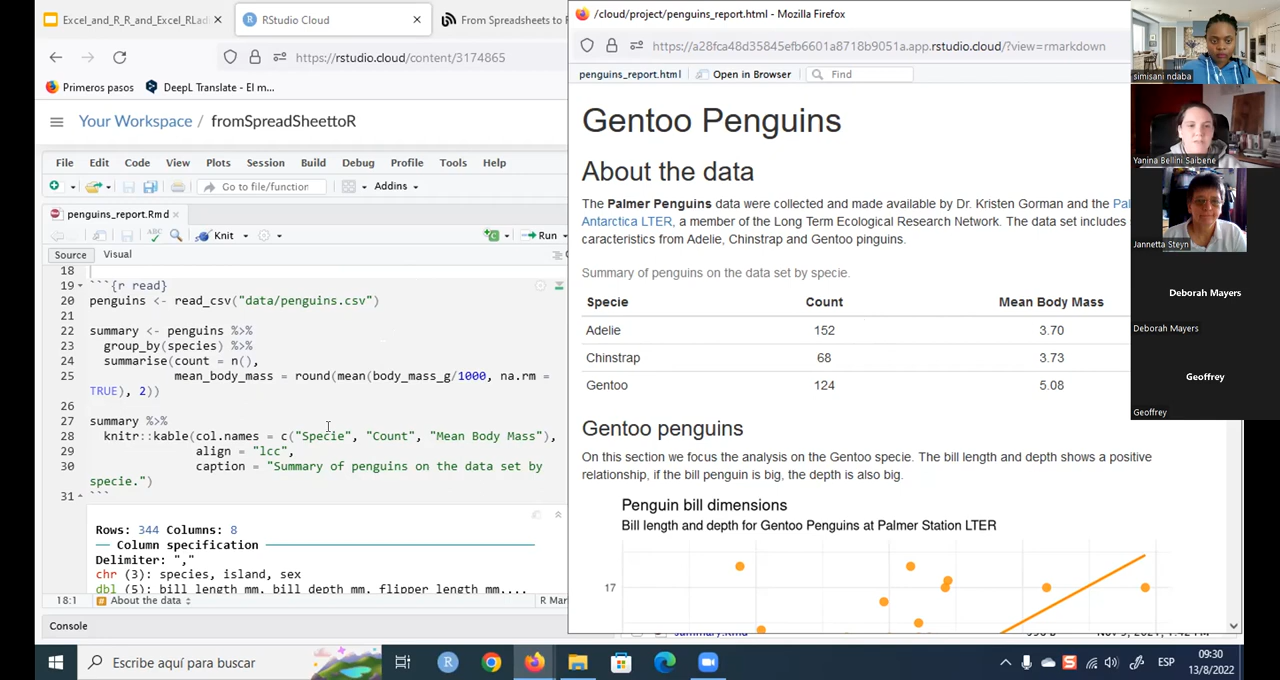 Excel_and_R_R_and_Excel_RLa
RStudio Cloud
From Spreadsheets to
https://rstudio.cloud/content/3174865
Primeros pasos
DeepL Translate - El m...
Your Workspace / fromSpreadSheettoR
File Edit Code View Plots Session Build Debug Profile Tools Help
Go to file/function
Addins
penguins_report.Rmd
Knit
Run
Source Visual
18
19 ```{r read}
20 penguins <- read_csv("data/penguins.csv")
21
22 summary <- penguins %>%
23 group_by(species) %>%
24 summarise(count = n(),
25 mean_body_mass = round(mean(body_mass_g/1000, na.rm =
TRUE), 2))
26
27 summary %>%
28 knitr::kable(col.names = c("Specie", "Count", "Mean Body Mass"),
29 align = "lcc",
30 caption = "Summary of penguins on the data set by
specie.")
31 ```
Rows: 344 Columns: 8
Column specification
Delimiter: ","
chr (3): species, island, sex
dbl (5): bill_length_mm, bill_depth_mm, flipper_length_mm,...
18:1 About the data
R Mar
Console
/cloud/project/penguins_report.html - Mozilla Firefox
https://a28fca48d35845efb6601a8718b9051a.app.rstudio.cloud/?view=rmarkdown
penguins_report.html Open in Browser Find
Gentoo Penguins
About the data
The Palmer Penguins data were collected and made available by Dr. Kristen Gorman and the Pal
Antarctica LTER, a member of the Long Term Ecological Research Network. The data set includes
caracteristics from Adelie, Chinstrap and Gentoo pinguins.
Summary of penguins on the data set by specie.
Specie Count Mean Body Mass
Adelie 152 3.70
Chinstrap 68 3.73
Gentoo 124 5.08
Gentoo penguins
On this section we focus the analysis on the Gentoo specie. The bill length and depth shows a positive
relationship, if the bill penguin is big, the depth is also big.
Penguin bill dimensions
Bill length and depth for Gentoo Penguins at Palmer Station LTER
17
summary.Rmd
simisani ndaba
Yanina Bellini Saibene
Jannetta Steyn
Deborah Mayers
Deborah Mayers
Geoffrey
Geoffrey
Escribe aquí para buscar
ESP
09:30
13/8/2022